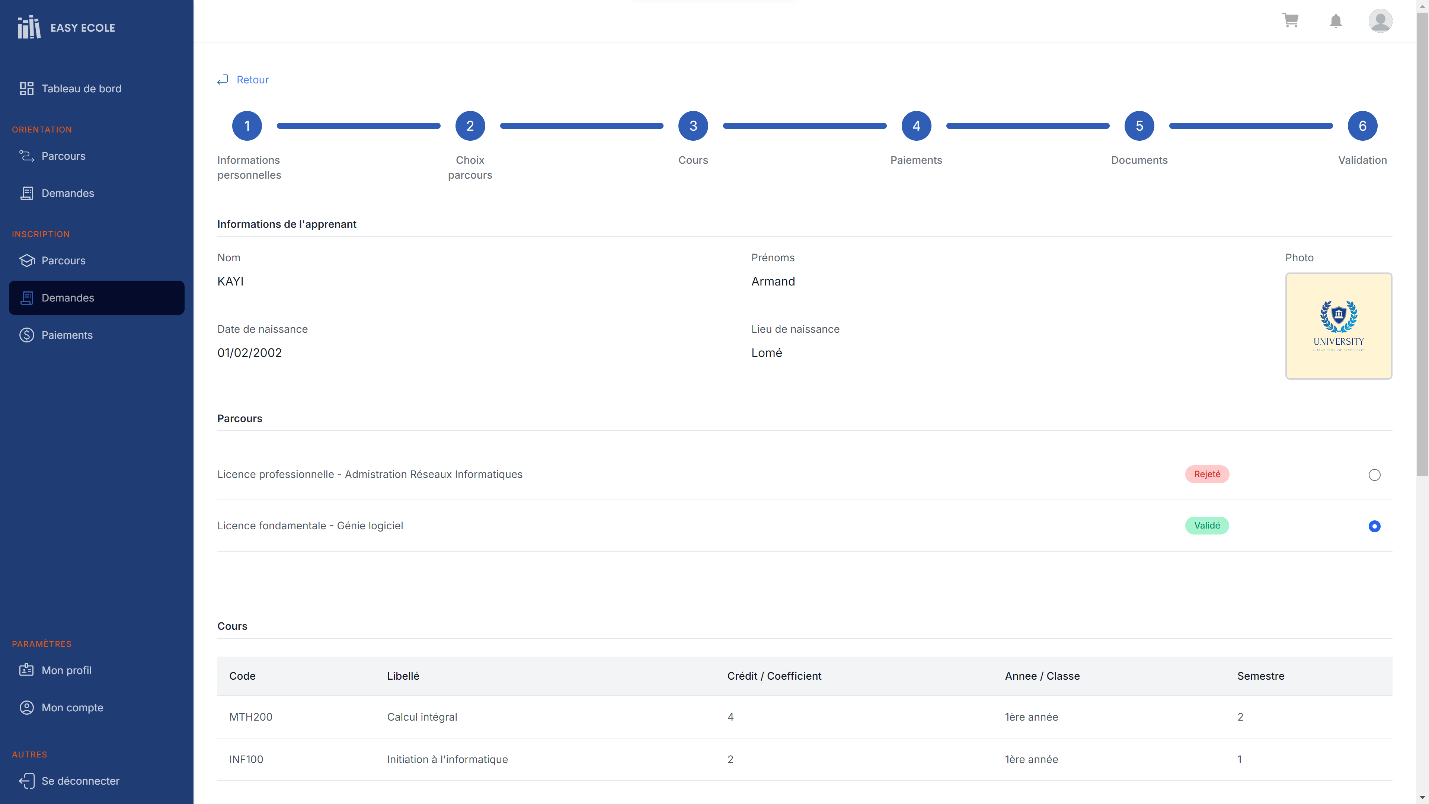 EASY ECOLE
Tableau de bord
ORIENTATION
Parcours
Demandes
INSCRIPTION
Parcours
Demandes
Paiements
PARAMÈTRES
Mon profil
Mon compte
AUTRES
Se déconnecter
Retour
1 2 3 4 5 6
Informations personnelles
Choix parcours
Cours
Paiements
Documents
Validation
Informations de l'apprenant
Nom
KAYI
Prénoms
Armand
Photo
UNIVERSITY
Date de naissance
01/02/2002
Lieu de naissance
Lomé
Parcours
Licence professionnelle - Admistration Réseaux Informatiques Rejeté
Licence fondamentale - Génie logiciel Validé
Cours
Code Libellé Crédit / Coefficient Annee / Classe Semestre
MTH200 Calcul intégral 4 1ère année 2
INF100 Initiation à l'informatique 2 1ère année 1